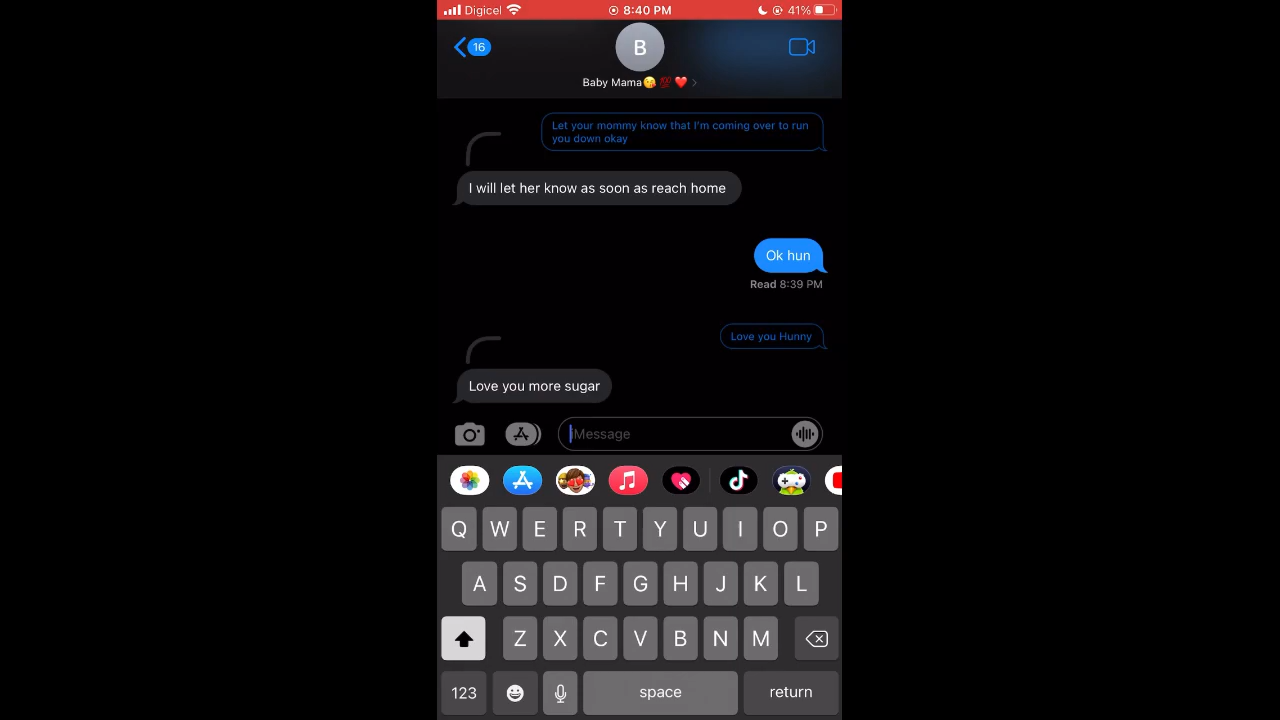 Digicel 8:40 PM 41%
16
B
Baby Mama😘💯❤️
Let your mommy know that I'm coming over to run
you down okay
I will let her know as soon as reach home
Ok hun
Read 8:39 PM
Love you Hunny
Love you more sugar
iMessage
Q W E R T Y U I O P
A S D F G H J K L
Z X C V B N M
123 space return